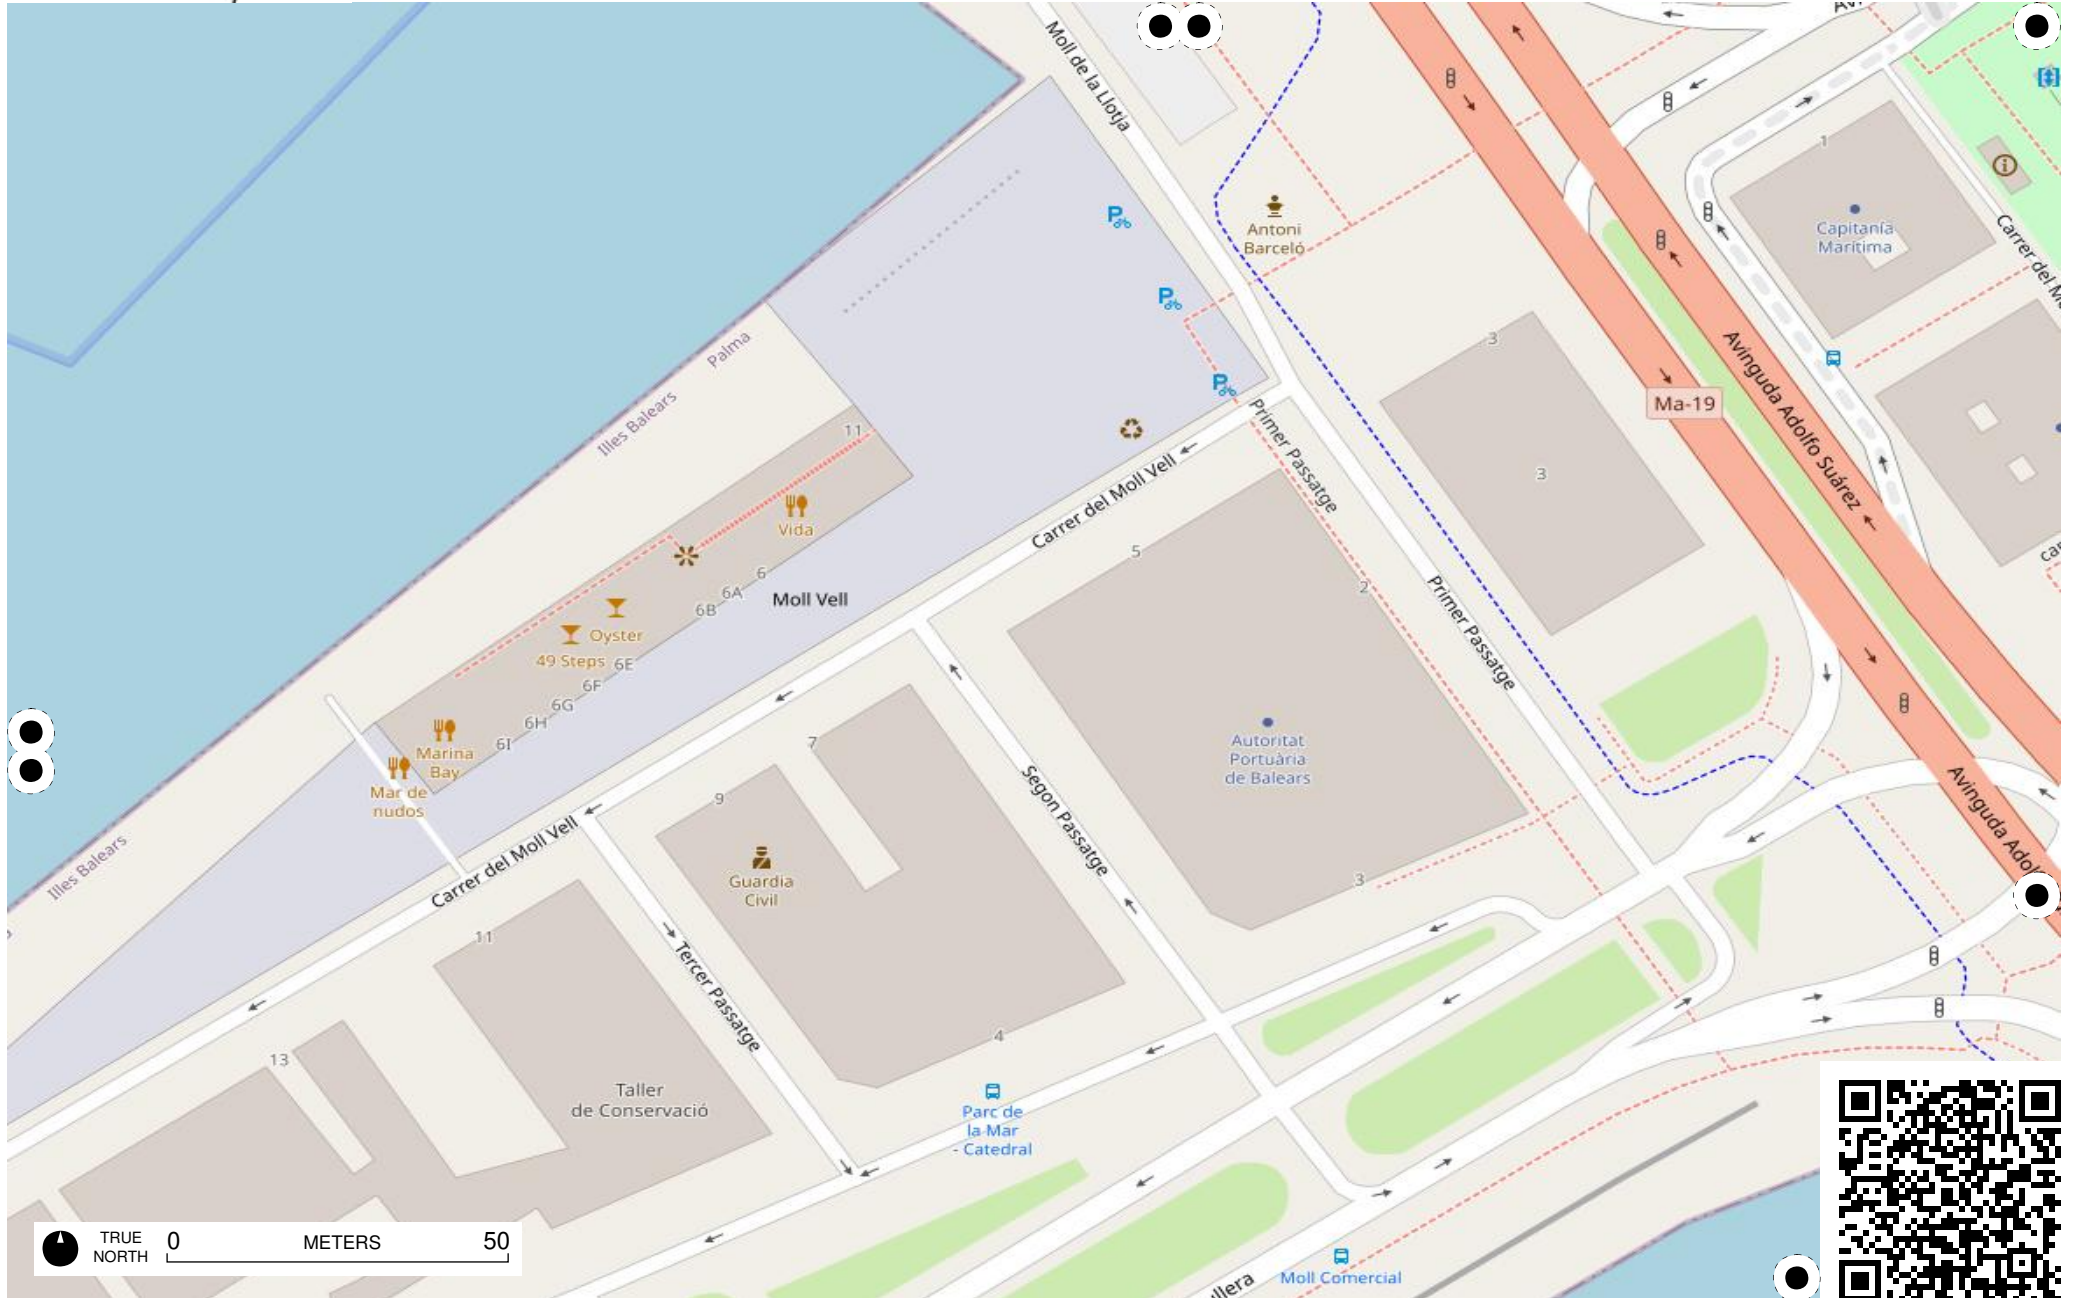 Moll de la Llotja
Antoni
Barceló
1
Capitanía
Marítima
Carrer del M
3
3
Ma-19
Avinguda Adolfo Suárez
Palma
Illes Balears
11
Vida
Primer Passatge
Carrer del Moll Vell
5
2
6
6A
6B
Moll Vell
Oyster
49 Steps
6E
6F
6G
6H
6I
Primer Passatge
Marina
Bay
Mar de
nudos
7
9
Autoritat
Portuària
de Balears
Segon Passatge
Avinguda Adol
Illes Balears
Carrer del Moll Vell
Guardia
Civil
3
11
Tercer Passatge
4
13
Taller
de Conservació
Parc de
la Mar
- Catedral
TRUE
NORTH
0 METERS 50
llera
Moll Comercial